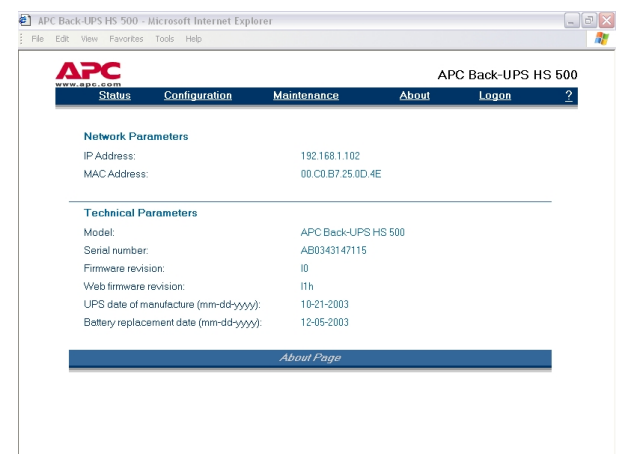 APC Back-UPS HS 500 - Microsoft Internet Explorer
File Edit View Favorites Tools Help
APC
www.apc.com
APC Back-UPS HS 500
Status Configuration Maintenance About Logon ?
Network Parameters
IP Address: 192.168.1.102
MAC Address: 00.C0.B7.25.0D.4E
Technical Parameters
Model: APC Back-UPS HS 500
Serial number: AB0343147115
Firmware revision: I0
Web firmware revision: I1h
UPS date of manufacture (mm-dd-yyyy): 10-21-2003
Battery replacement date (mm-dd-yyyy): 12-05-2003
About Page